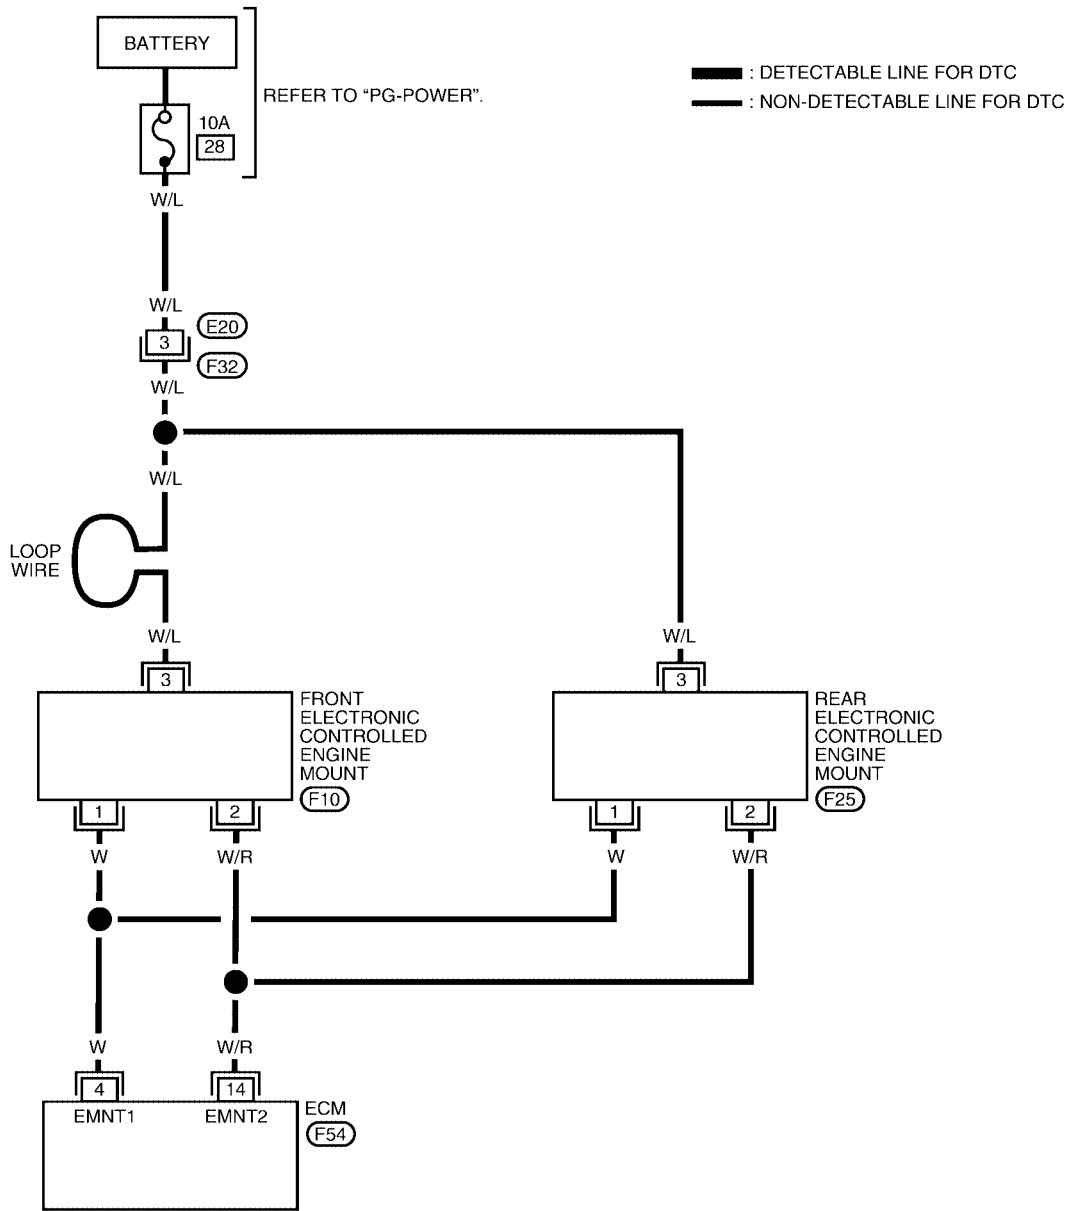 BATTERY
: DETECTABLE LINE FOR DTC
REFER TO “PG-POWER”.
: NON-DETECTABLE LINE FOR DTC
10A
28
W/L
W/L
E20
3
F32
W/L
W/L
LOOP
WIRE
W/L
W/L
3
3
FRONT
ELECTRONIC
CONTROLLED
ENGINE
MOUNT
F10
REAR
ELECTRONIC
CONTROLLED
ENGINE
MOUNT
F25
1
2
1
2
W
W/R
W
W/R
W
W/R
4
14
EMNT1
EMNT2
ECM
F54